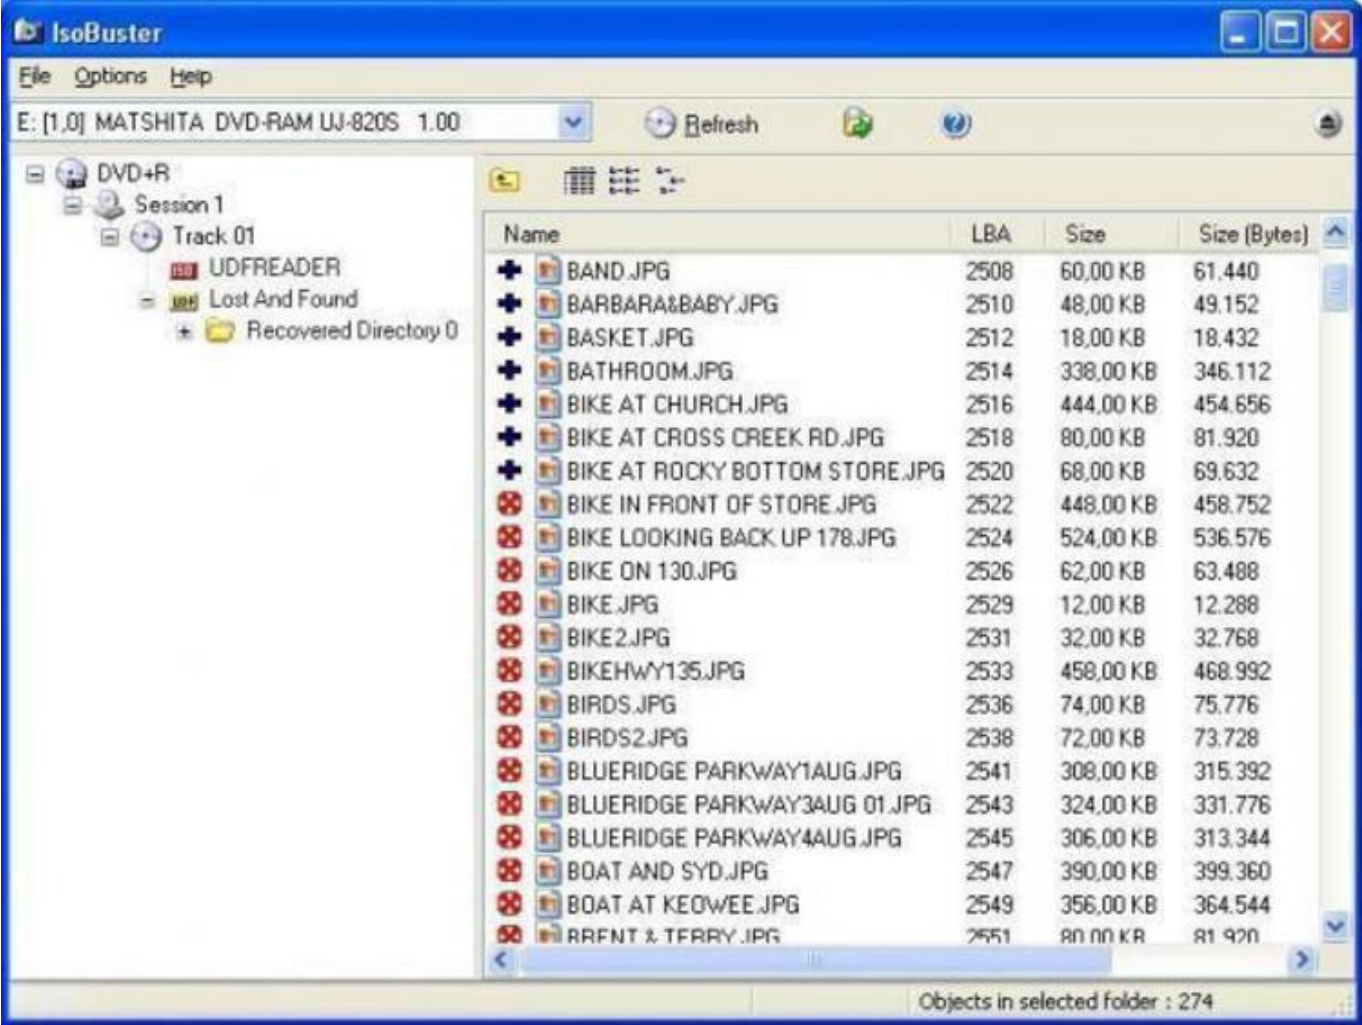 IsoBuster
File Options Help
E: [1,0] MATSHITA DVD-RAM UJ-820S 1.00 Refresh
DVD+R
Session 1
Track 01
ISO UDFREADER
UDF Lost And Found
Recovered Directory 0
Name LBA Size Size (Bytes)
BAND.JPG 2508 60,00 KB 61.440
BARBARA&BABY.JPG 2510 48,00 KB 49.152
BASKET.JPG 2512 18,00 KB 18.432
BATHROOM.JPG 2514 338,00 KB 346.112
BIKE AT CHURCH.JPG 2516 444,00 KB 454.656
BIKE AT CROSS CREEK RD.JPG 2518 80,00 KB 81.920
BIKE AT ROCKY BOTTOM STORE.JPG 2520 68,00 KB 69.632
BIKE IN FRONT OF STORE.JPG 2522 448,00 KB 458.752
BIKE LOOKING BACK UP 178.JPG 2524 524,00 KB 536.576
BIKE ON 130.JPG 2526 62,00 KB 63.488
BIKE.JPG 2529 12,00 KB 12.288
BIKE2.JPG 2531 32,00 KB 32.768
BIKEHWY135.JPG 2533 458,00 KB 468.992
BIRDS.JPG 2536 74,00 KB 75.776
BIRDS2.JPG 2538 72,00 KB 73.728
BLUERIDGE PARKWAY1AUG.JPG 2541 308,00 KB 315.392
BLUERIDGE PARKWAY3AUG 01.JPG 2543 324,00 KB 331.776
BLUERIDGE PARKWAY4AUG.JPG 2545 306,00 KB 313.344
BOAT AND SYD.JPG 2547 390,00 KB 399.360
BOAT AT KEOWEE.JPG 2549 356,00 KB 364.544
BRENT & TERRY.JPG 2551 80,00 KB 81.920
Objects in selected folder : 274